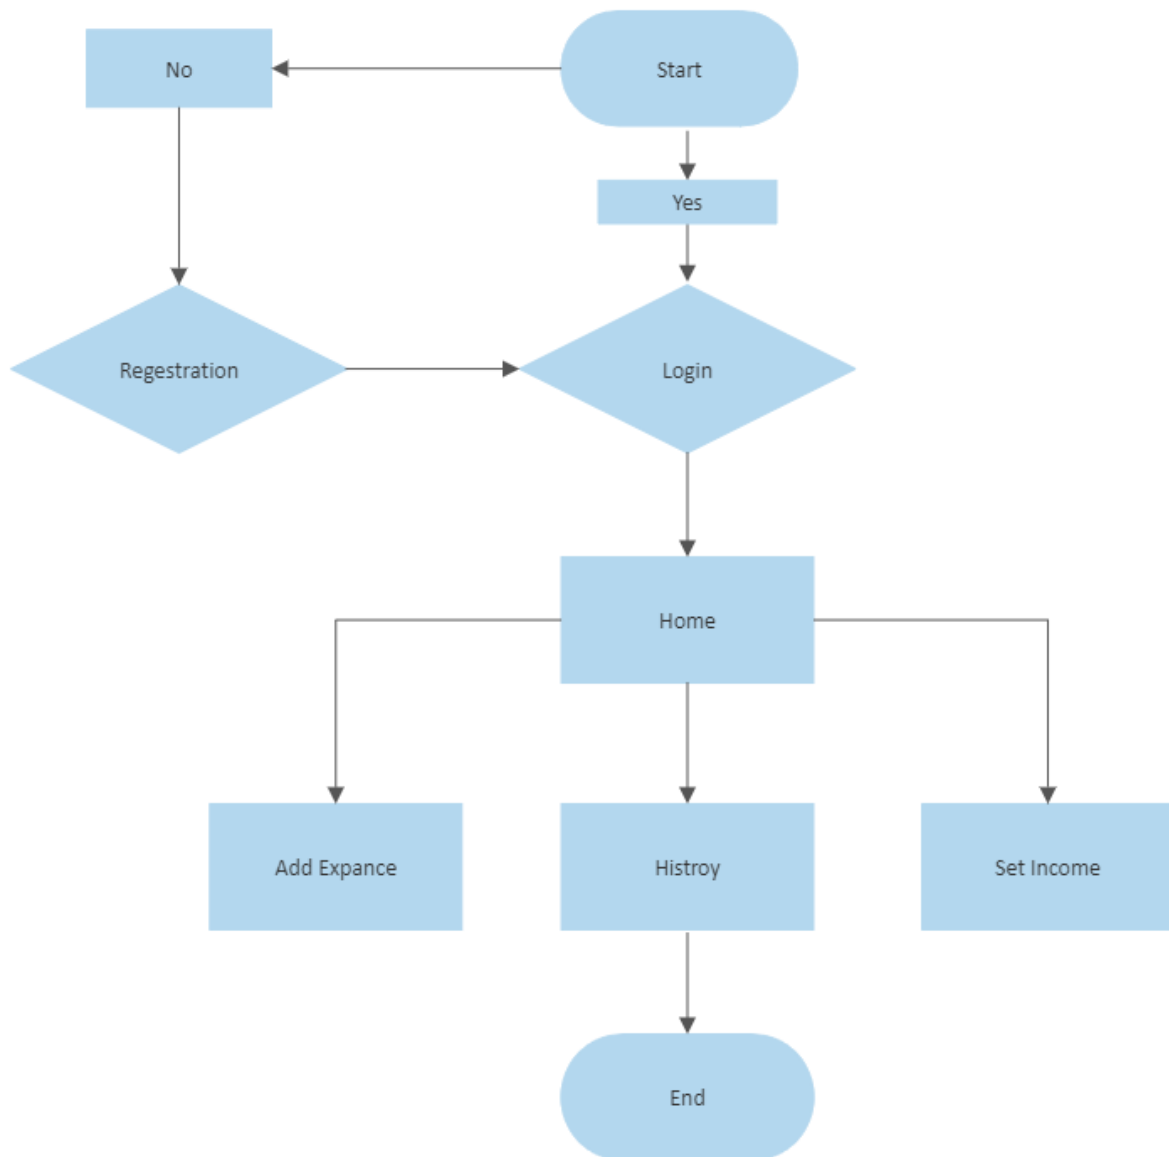 No
Start
Yes
Regestration
Login
Home
Add Expance
Histroy
Set Income
End